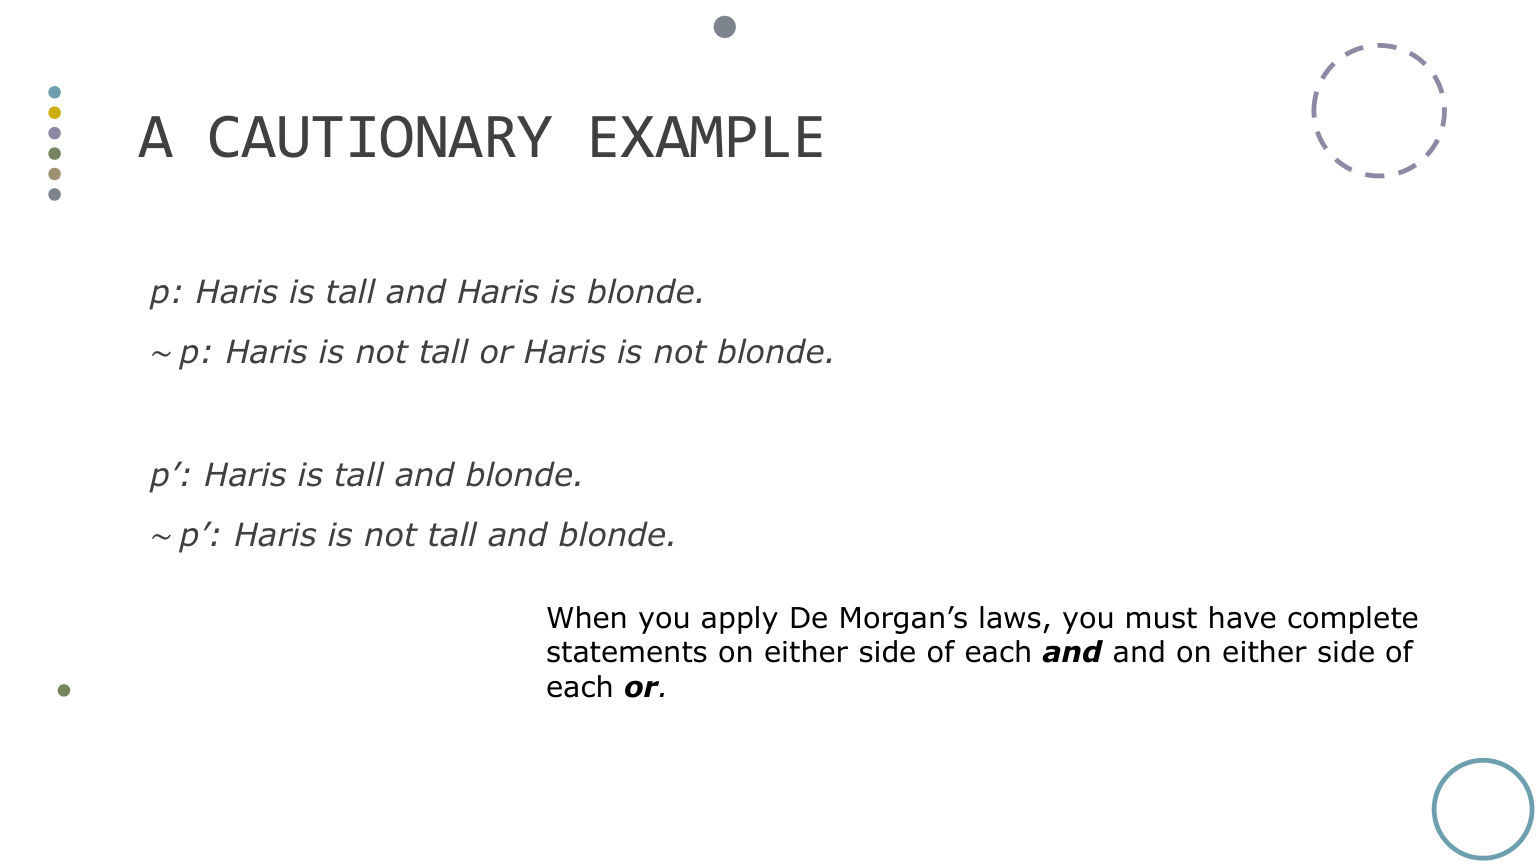 A CAUTIONARY EXAMPLE
p: Haris is tall and Haris is blonde.
~ p: Haris is not tall or Haris is not blonde.
p’: Haris is tall and blonde.
~ p’: Haris is not tall and blonde.
When you apply De Morgan’s laws, you must have complete
statements on either side of each and and on either side of
each or.